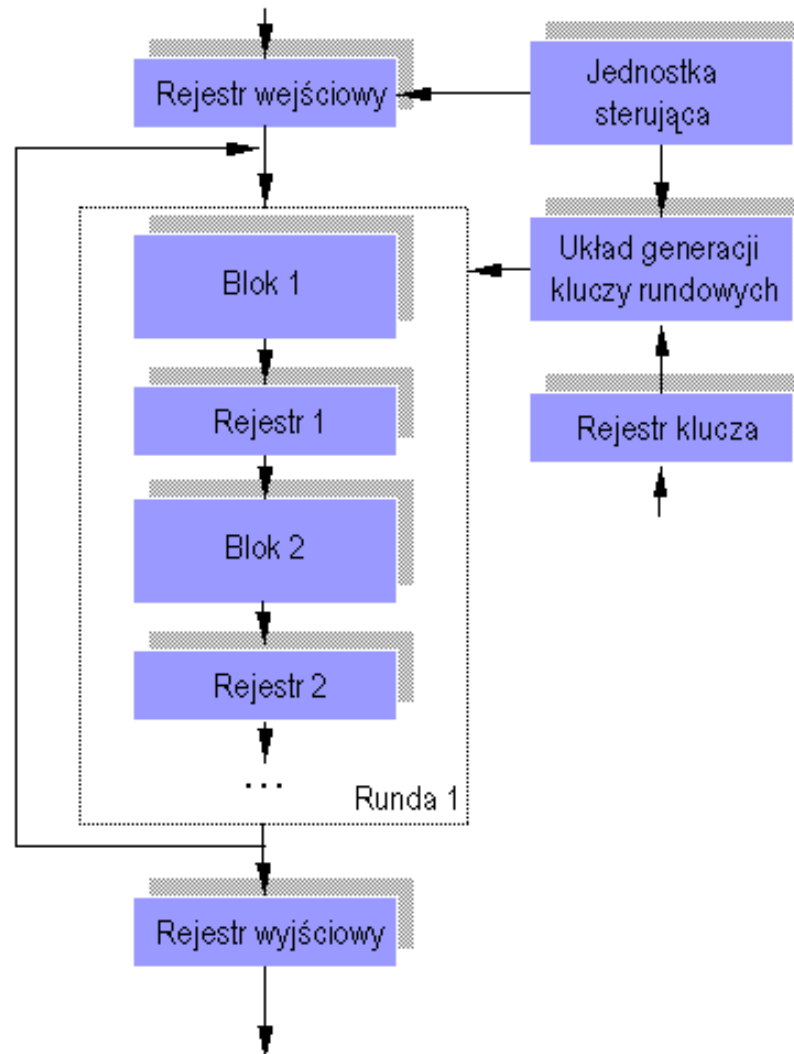 Rejestr wejściowy
Jednostka
sterująca
Blok 1
Układ generacji
kluczy rundowych
Rejestr 1
Rejestr klucza
Blok 2
Rejestr 2
...
Runda 1
Rejestr wyjściowy